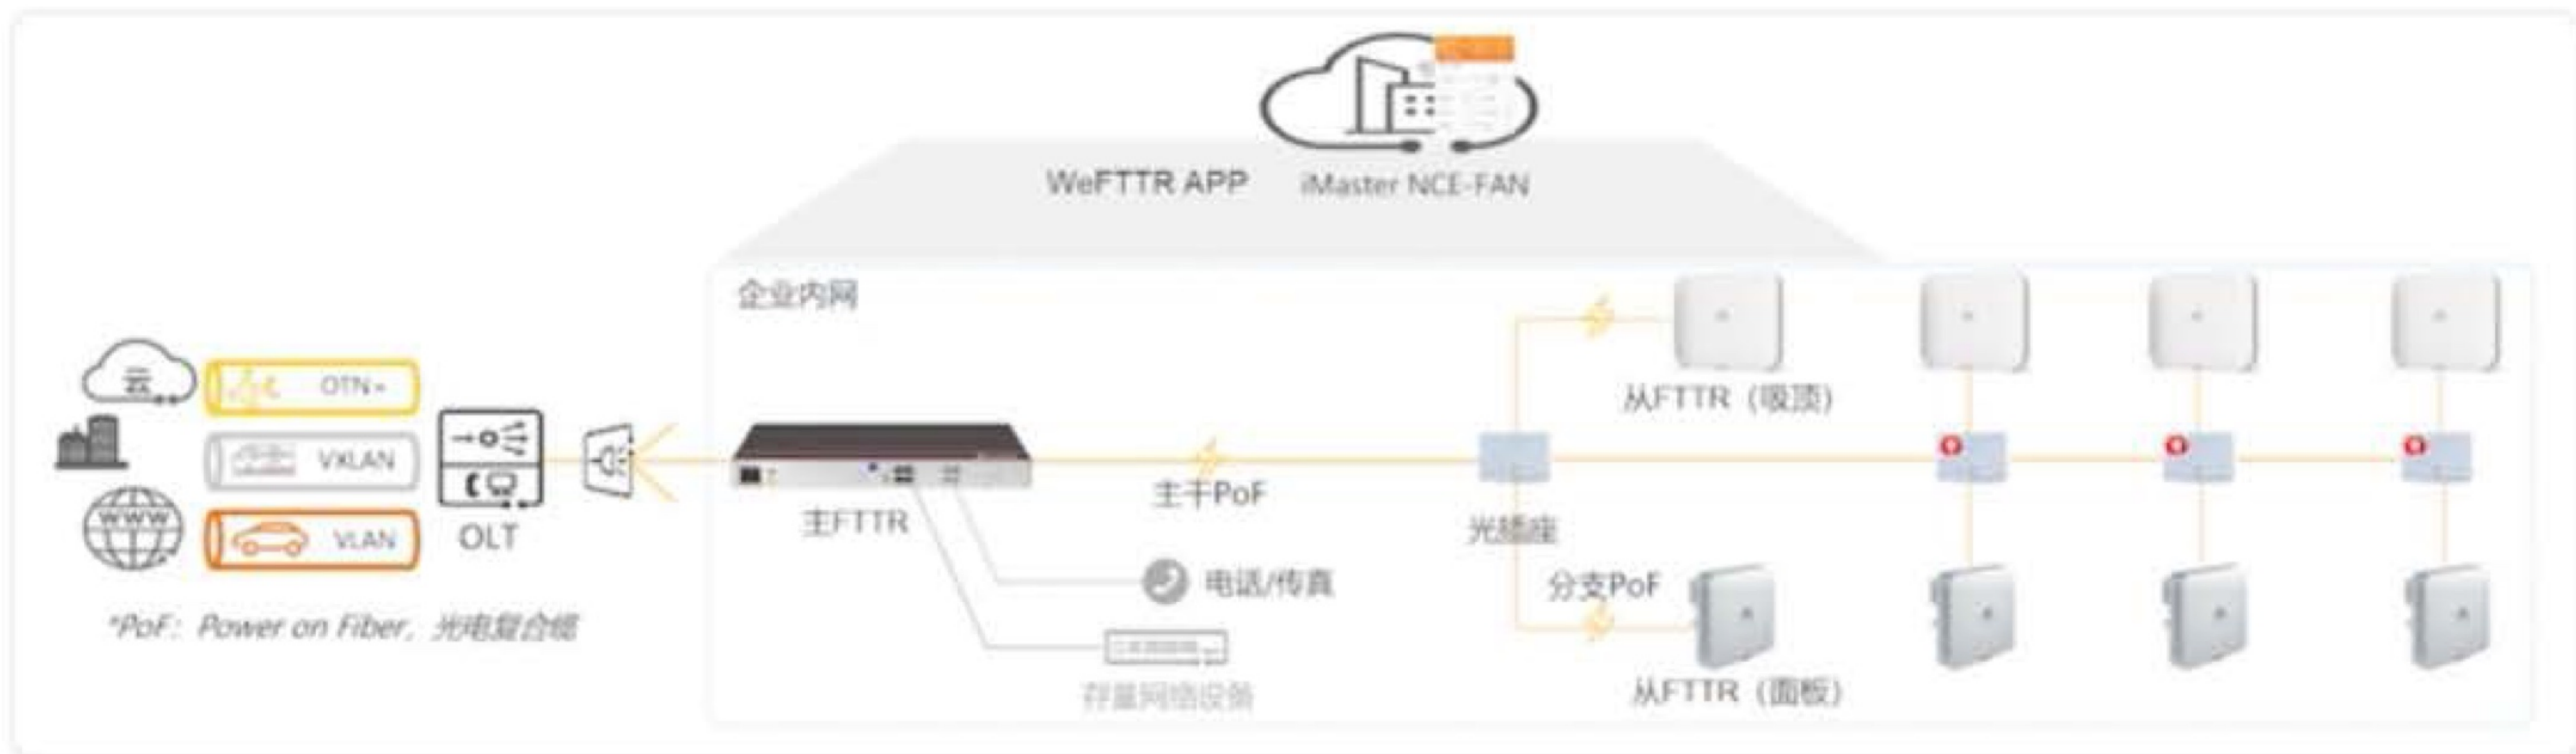 WeFTTR APP
iMaster NCE-FAN
企业内网
云
OTN
VXLAN
WWW
VLAN
OLT
主FTTR
主干PoF
光插座
分支PoF
从FTTR（吸顶）
从FTTR（面板）
电话/传真
存量网络设备
*PoF：Power on Fiber，光电复合缆